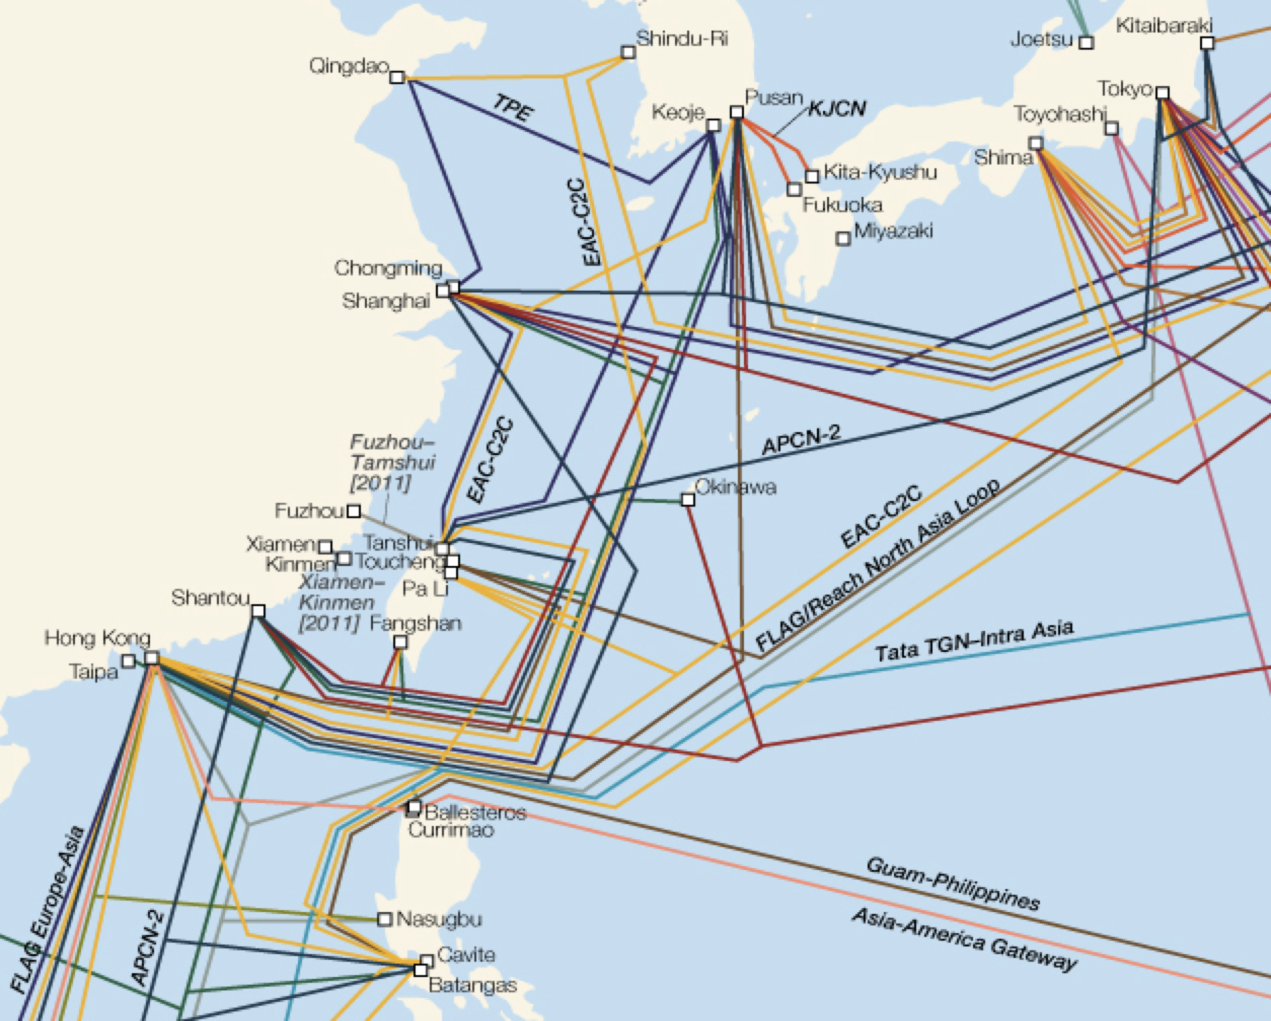 Kitaibaraki
Joetsu
Shindu-Ri
Qingdao
Tokyo
TPE
Pusan
KJCN
Keoje
Toyohashi
Shima
Kita-Kyushu
Fukuoka
EAC-C2C
Miyazaki
Chongming
Shanghai
EAC-C2C
APCN-2
Fuzhou–
Tamshui
[2011]
Okinawa
EAC-C2C
Fuzhou
Tanshui
Xiamen
Kinmen
Toucheng
Pa Li
Xiamen–
Kinmen
[2011]
FLAG/Reach North Asia Loop
Shantou
Fangshan
Tata TGN–Intra Asia
Hong Kong
Taipa
Ballesteros
Currimao
FLAG Europe-Asia
Guam-Philippines
APCN-2
Nasugbu
Asia-America Gateway
Cavite
Batangas